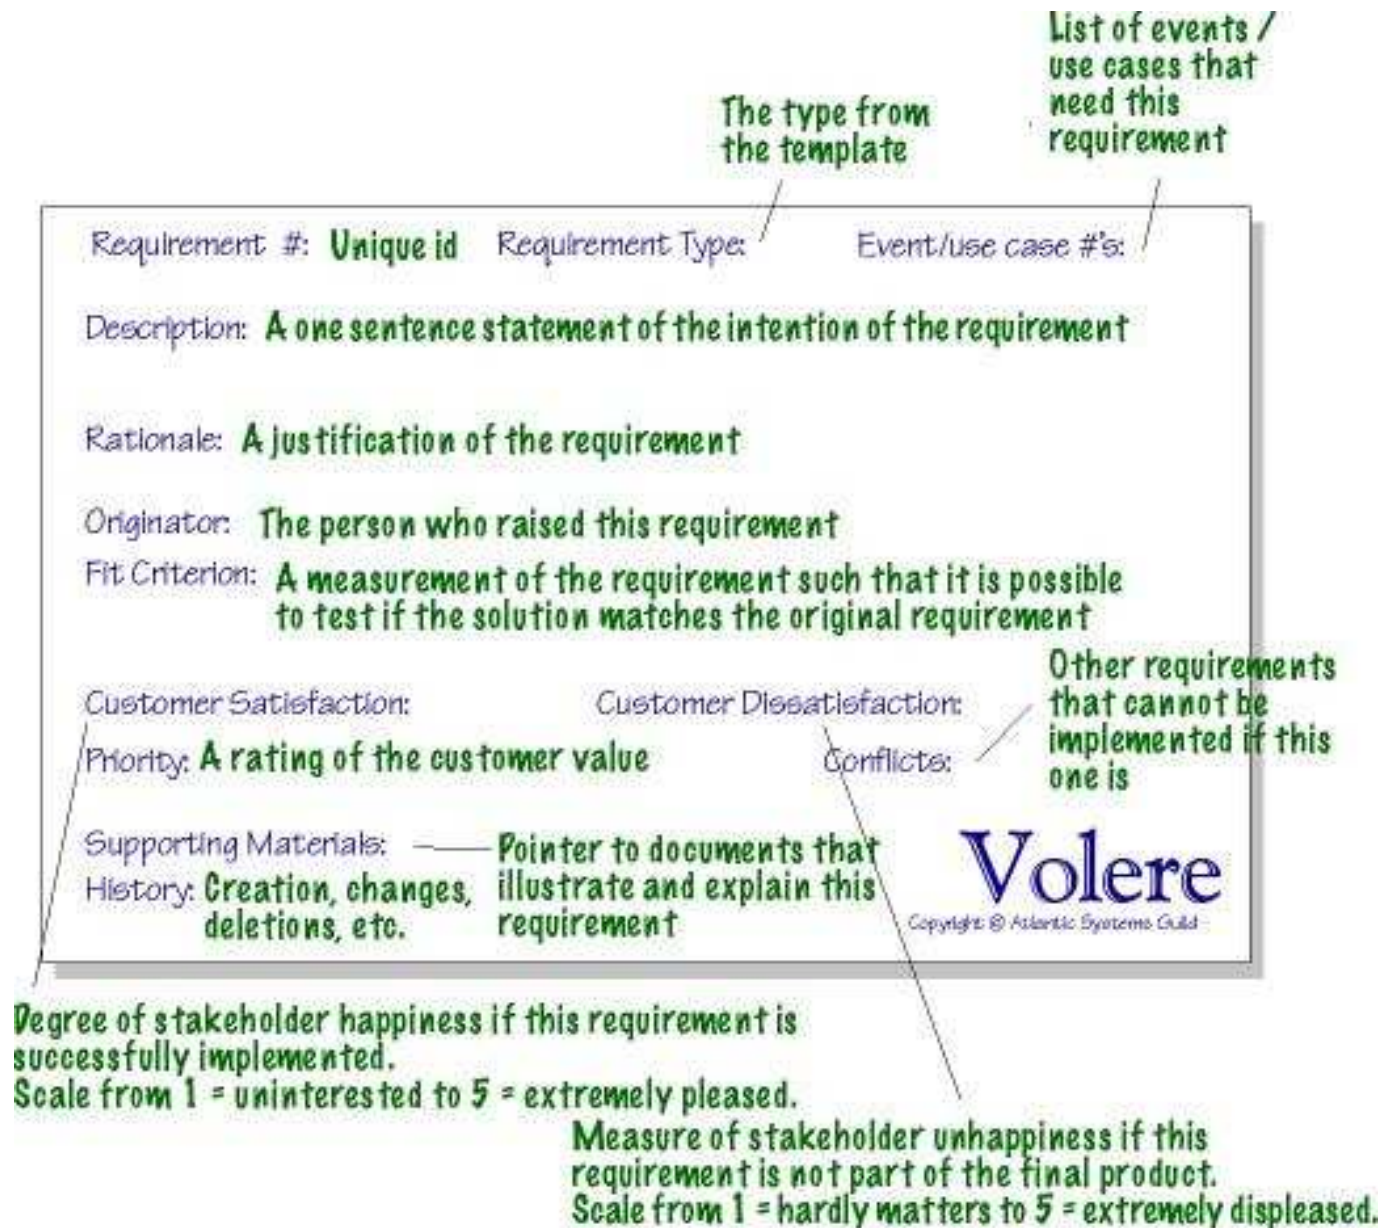 List of events /
use cases that
need this
requirement
The type from
the template
Requirement #: Unique id Requirement Type: Event/use case #'s:
Description: A one sentence statement of the intention of the requirement
Rationale: A justification of the requirement
Originator: The person who raised this requirement
Fit Criterion: A measurement of the requirement such that it is possible
to test if the solution matches the original requirement
Other requirements
that cannot be
implemented if this
one is
Customer Satisfaction: Customer Dissatisfaction:
Priority: A rating of the customer value Conflicts:
Supporting Materials: Pointer to documents that
illustrate and explain this
requirement
History: Creation, changes,
deletions, etc.
Volere
Copyright © Atlantic Systems Guild
Degree of stakeholder happiness if this requirement is
successfully implemented.
Scale from 1 = uninterested to 5 = extremely pleased.
Measure of stakeholder unhappiness if this
requirement is not part of the final product.
Scale from 1 = hardly matters to 5 = extremely displeased.